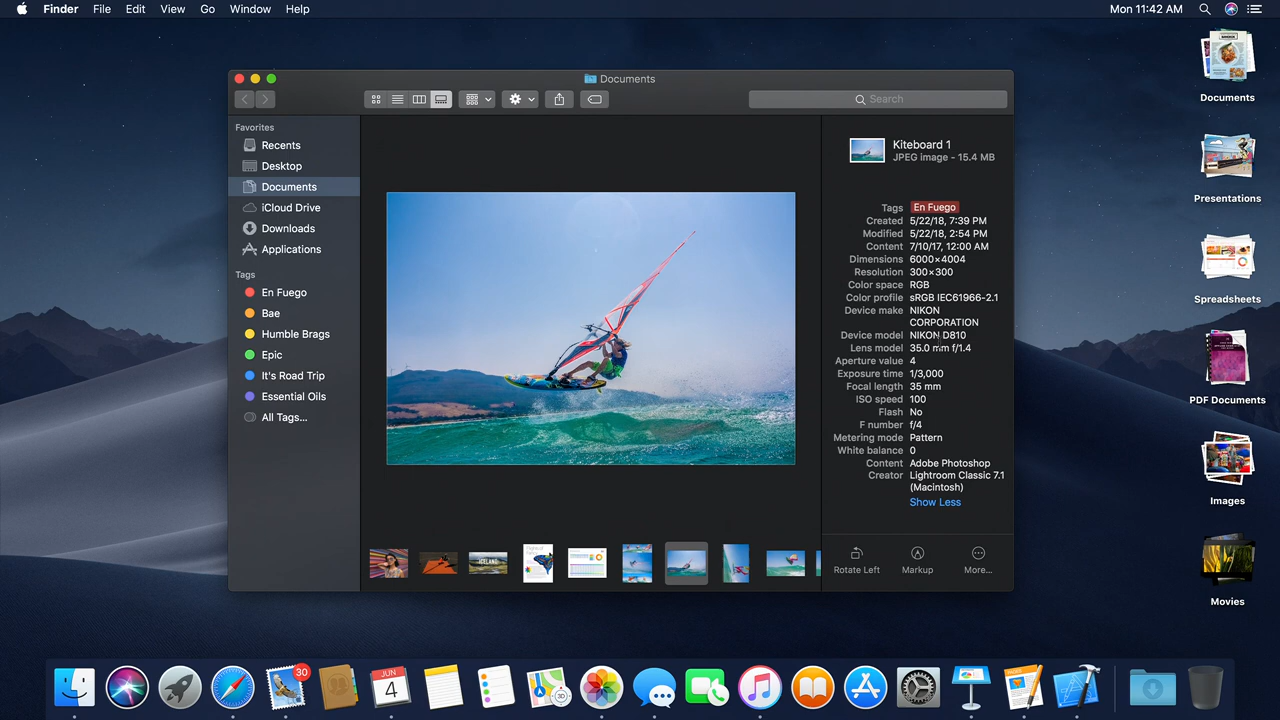 Finder File Edit View Go Window Help
Mon 11:42 AM
Documents
Search
Favorites
Recents
Desktop
Documents
iCloud Drive
Downloads
Applications
Tags
En Fuego
Bae
Humble Brags
Epic
It's Road Trip
Essential Oils
All Tags...
Kiteboard 1
JPEG image - 15.4 MB
Tags En Fuego
Created 5/22/18, 7:39 PM
Modified 5/22/18, 2:54 PM
Content 7/10/17, 12:00 AM
Dimensions 6000×4004
Resolution 300×300
Color space RGB
Color profile sRGB IEC61966-2.1
Device make NIKON
CORPORATION
Device model NIKON D810
Lens model 35.0 mm f/1.4
Aperture value 4
Exposure time 1/3,000
Focal length 35 mm
ISO speed 100
Flash No
F number f/4
Metering mode Pattern
White balance 0
Content Adobe Photoshop
Creator Lightroom Classic 7.1
(Macintosh)
Show Less
Rotate Left Markup More...
ICELAND
Documents
Presentations
Spreadsheets
PDF Documents
Images
Movies
30
JUN
4
3D